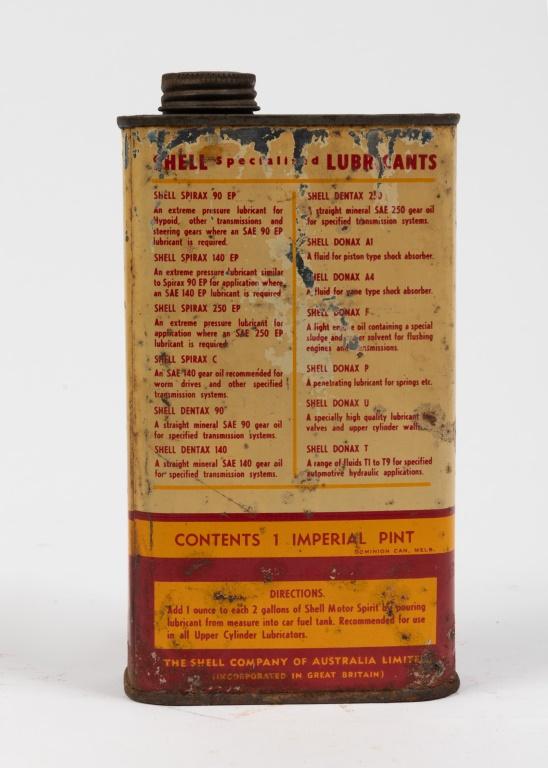 SHELL Specialised LUBRICANTS
SHELL SPIRAX 90 EP
An extreme pressure lubricant for
Hypoid, other transmissions and
steering gears where an SAE 90 EP
lubricant is required.
SHELL SPIRAX 140 EP
An extreme pressure lubricant similar
to Spirax 90 EP for application where
an SAE 140 EP lubricant is required
SHELL SPIRAX 250 EP
An extreme pressure lubricant for
application where an SAE 250 EP
lubricant is required
SHELL SPIRAX C
An SAE 140 gear oil recommended for
worm drives and other specified
transmission systems.
SHELL DENTAX 90
A straight mineral SAE 90 gear oil
for specified transmission systems.
SHELL DENTAX 140
A straight mineral SAE 140 gear oil
for specified transmission systems.
SHELL DENTAX 250
A straight mineral SAE 250 gear oil
for specified transmission systems.
SHELL DONAX A1
A fluid for piston type shock absorber.
SHELL DONAX A4
A fluid for vane type shock absorber.
SHELL DONAX F
A light engine oil containing a special
sludge and solvent for flushing
engines and transmissions.
SHELL DONAX P
A penetrating lubricant for springs etc.
SHELL DONAX U
A specially high quality lubricant for
valves and upper cylinder walls.
SHELL DONAX T
A range of fluids T1 to T9 for specified
automotive hydraulic applications.
CONTENTS 1 IMPERIAL PINT
DOMINION CAN, MELB.
DIRECTIONS.
Add 1 ounce to each 2 gallons of Shell Motor Spirit by pouring
lubricant from measure into car fuel tank. Recommended for use
in all Upper Cylinder Lubricators.
THE SHELL COMPANY OF AUSTRALIA LIMITED
(INCORPORATED IN GREAT BRITAIN)